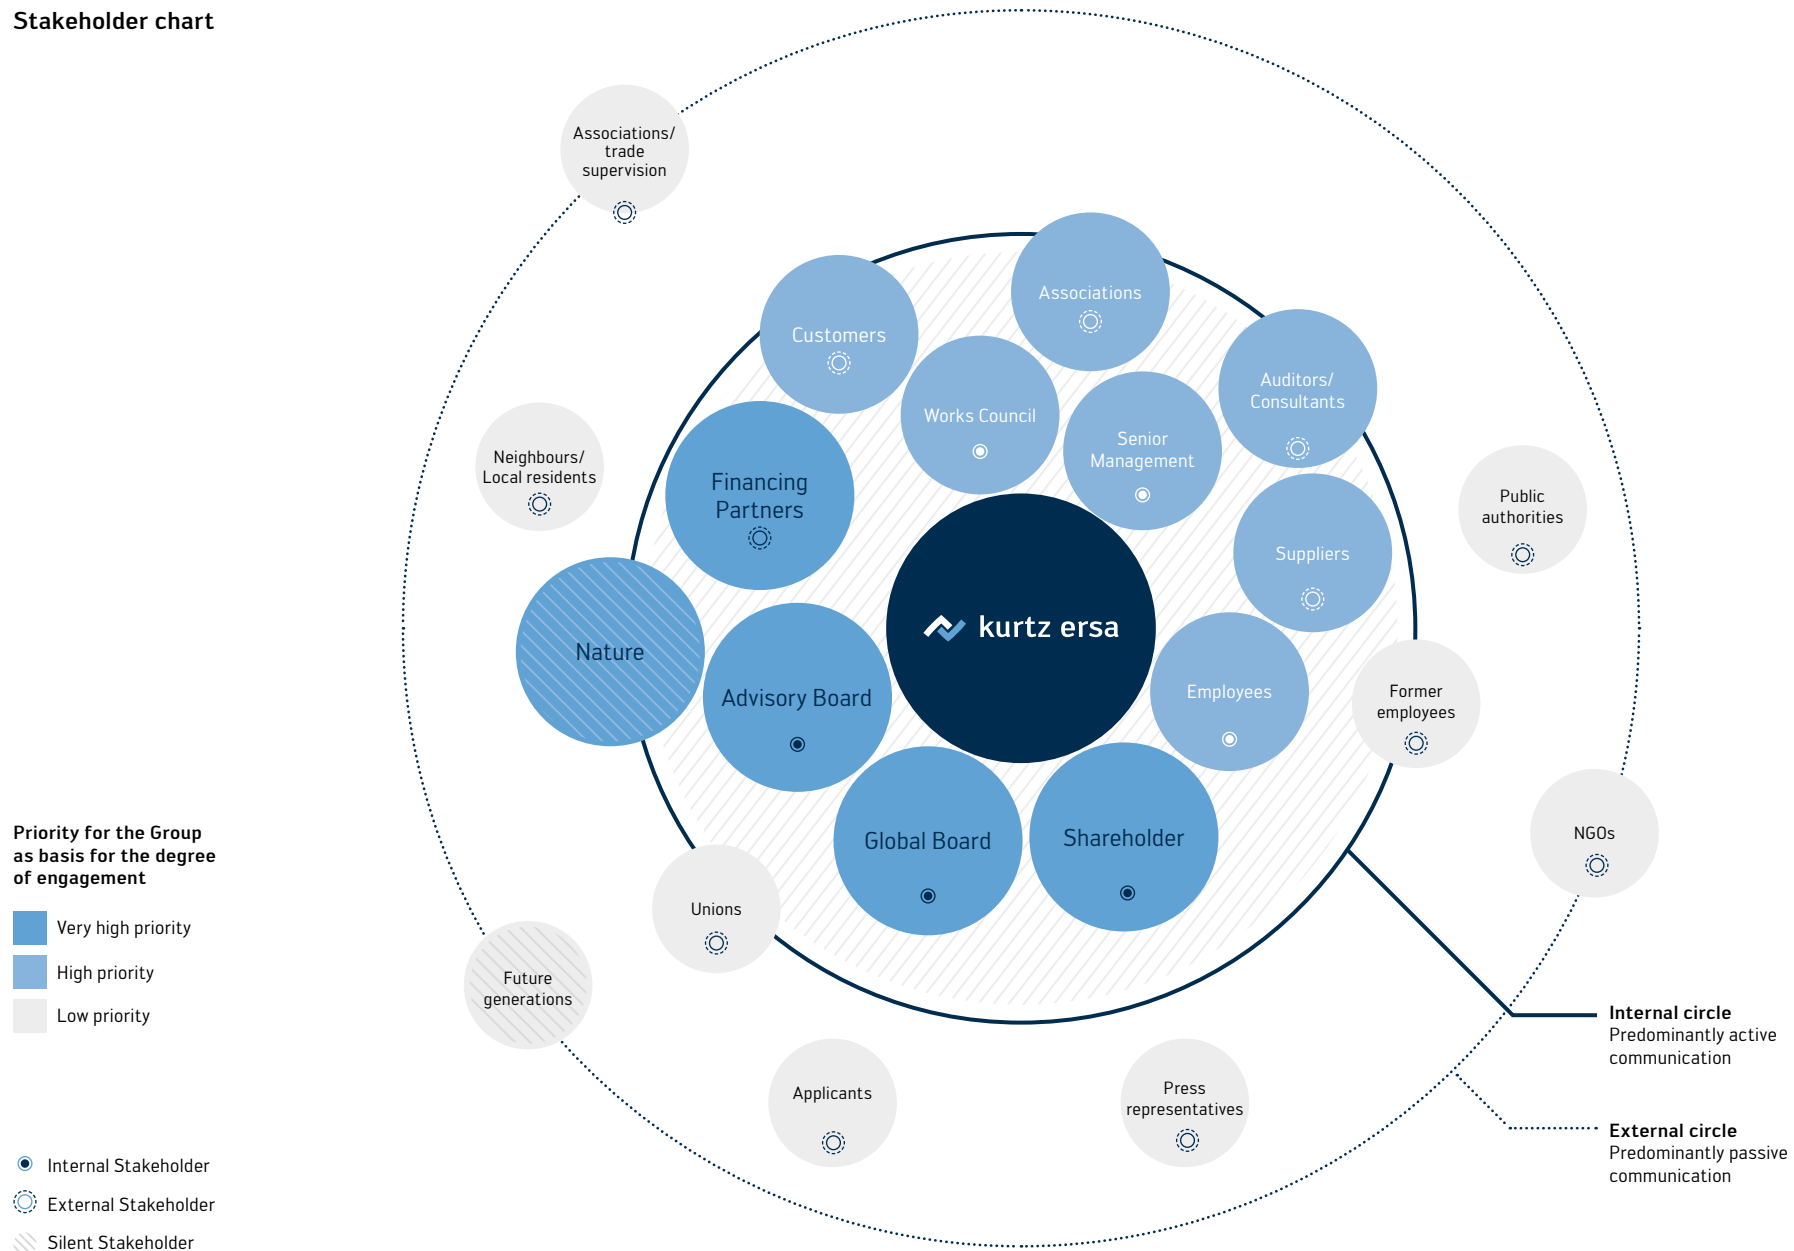 Stakeholder chart
Associations/
trade
supervision
Associations
Customers
Auditors/
Consultants
Works Council
Senior
Management
Neighbours/
Local residents
Financing
Partners
Public
authorities
Suppliers
kurtz ersa
Nature
Advisory Board
Employees
Former
employees
Global Board
Shareholder
NGOs
Unions
Future
generations
Applicants
Press
representatives
Priority for the Group
as basis for the degree
of engagement
Very high priority
High priority
Low priority
Internal circle
Predominantly active
communication
External circle
Predominantly passive
communication
Internal Stakeholder
External Stakeholder
Silent Stakeholder